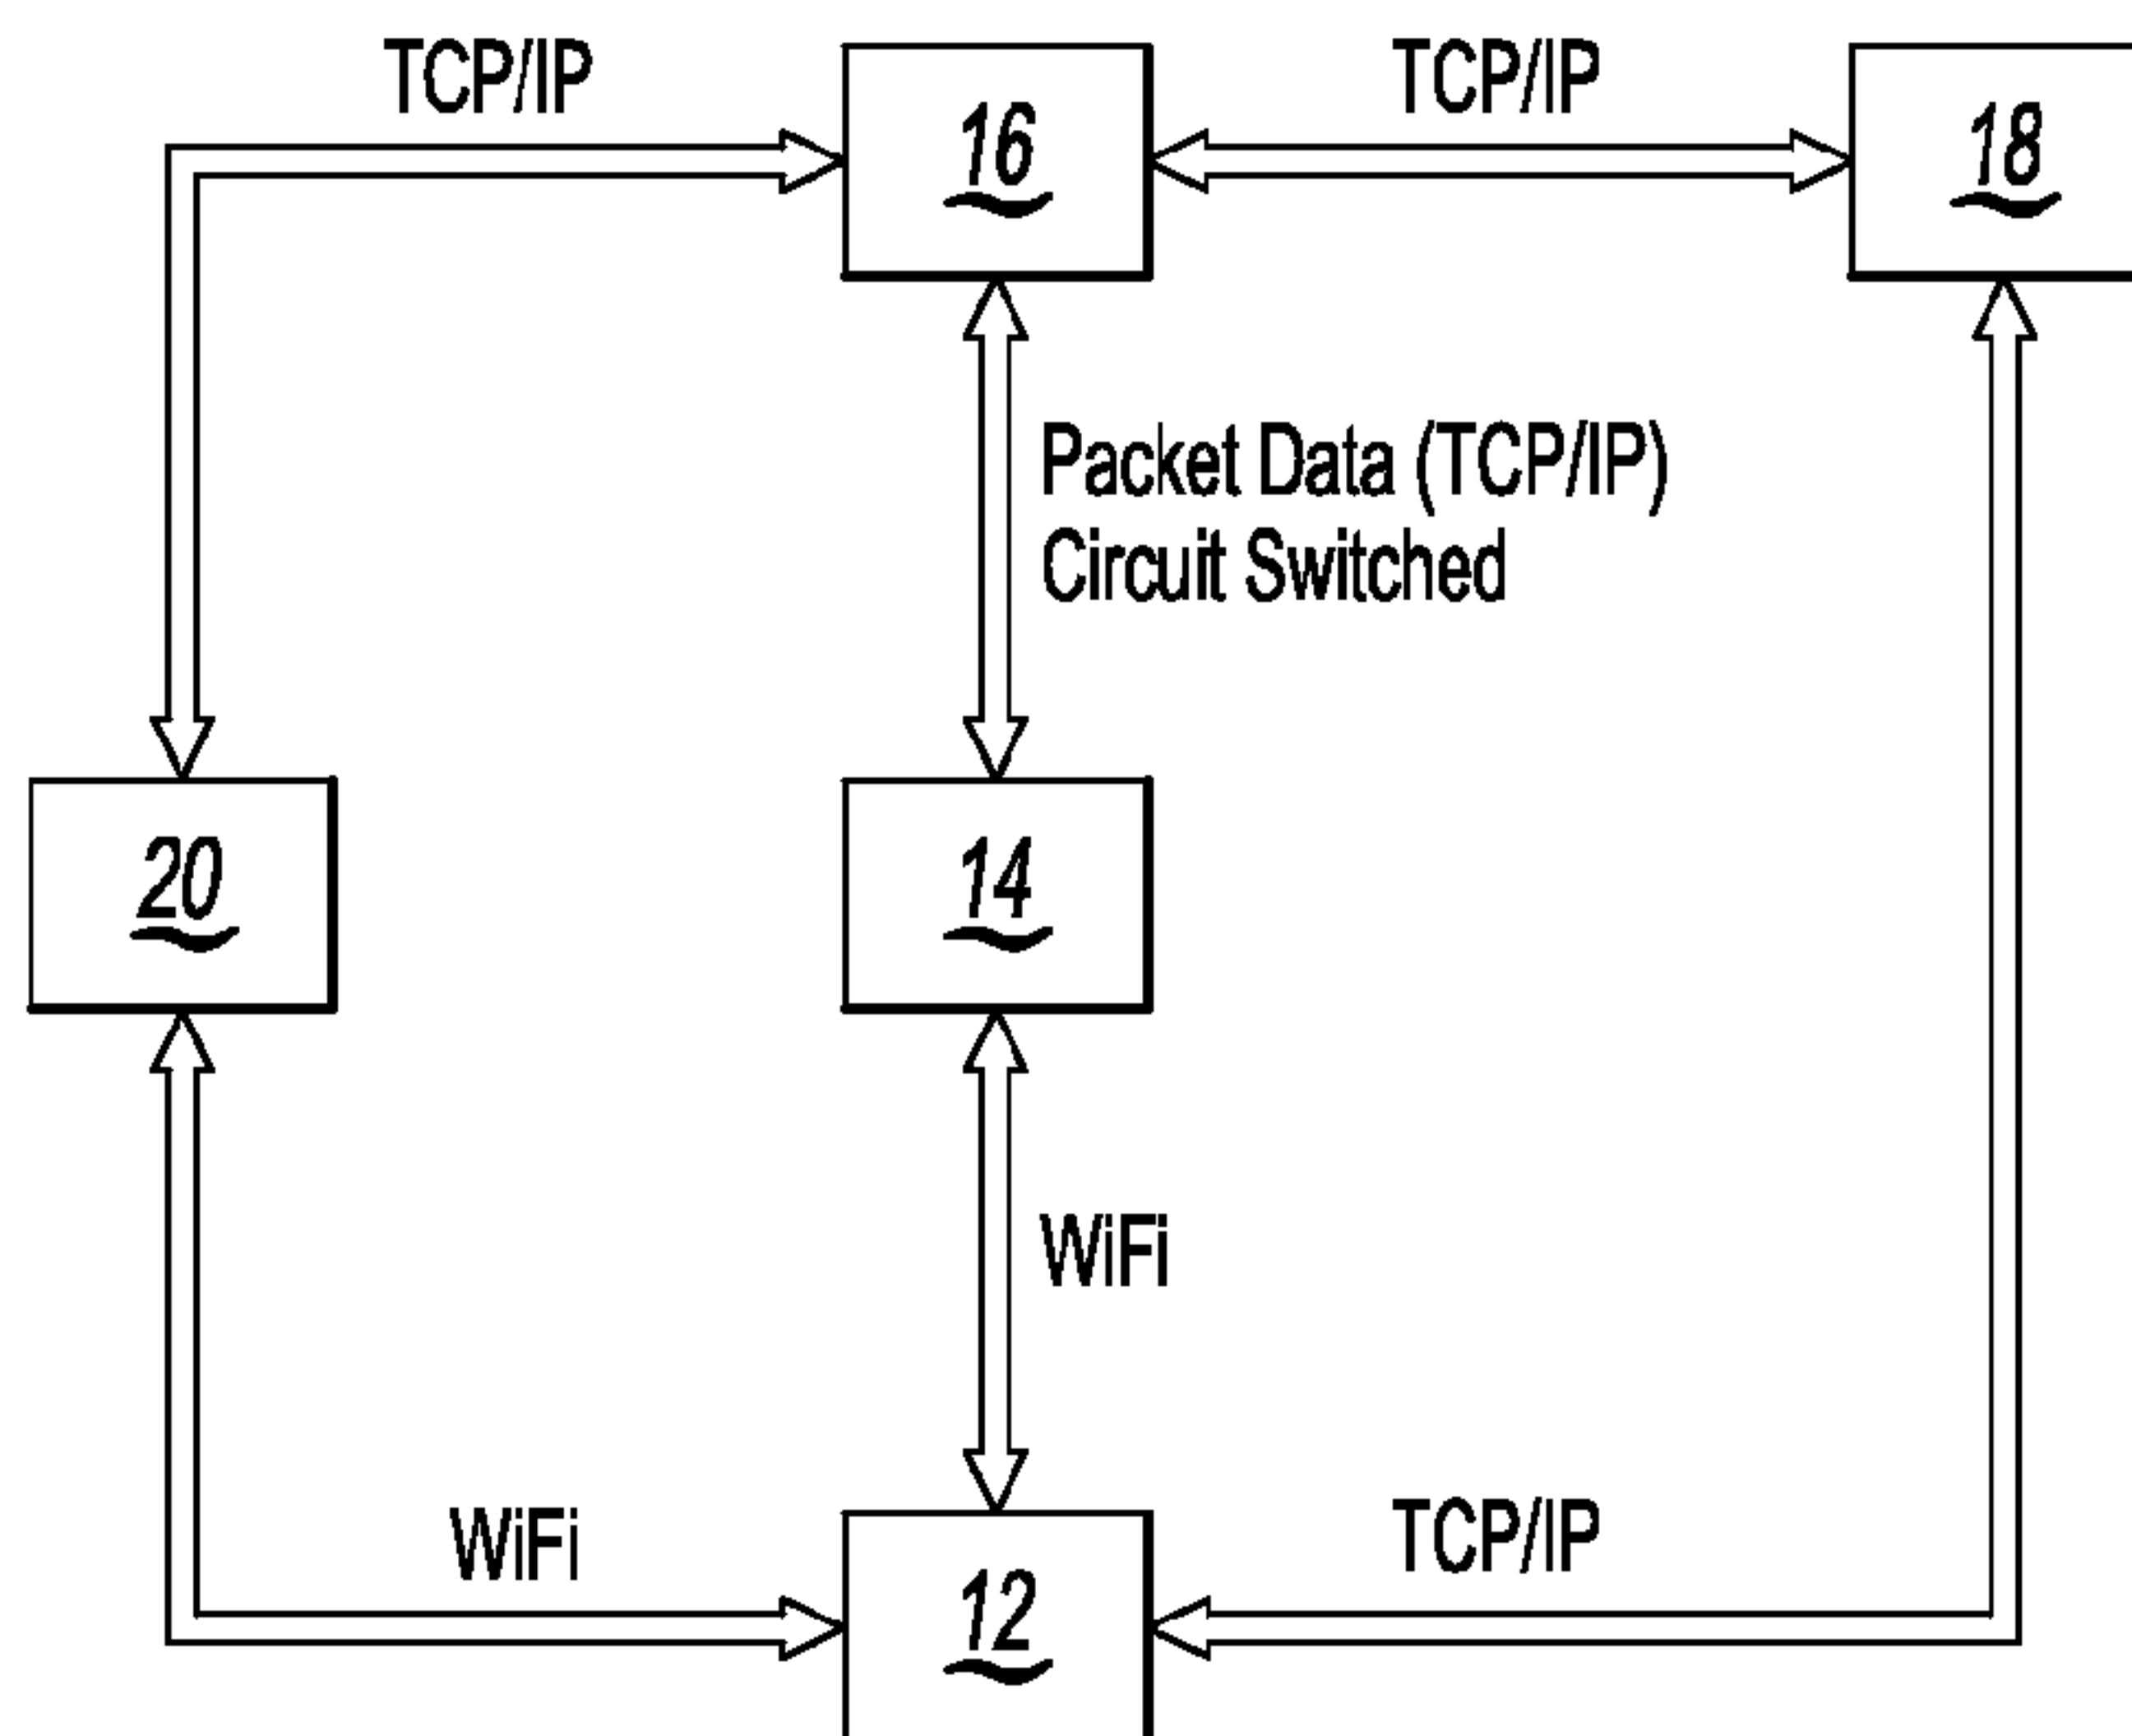 TCP/IP
TCP/IP
16
18
Packet Data (TCP/IP)
Circuit Switched
20
14
WiFi
WiFi
TCP/IP
12